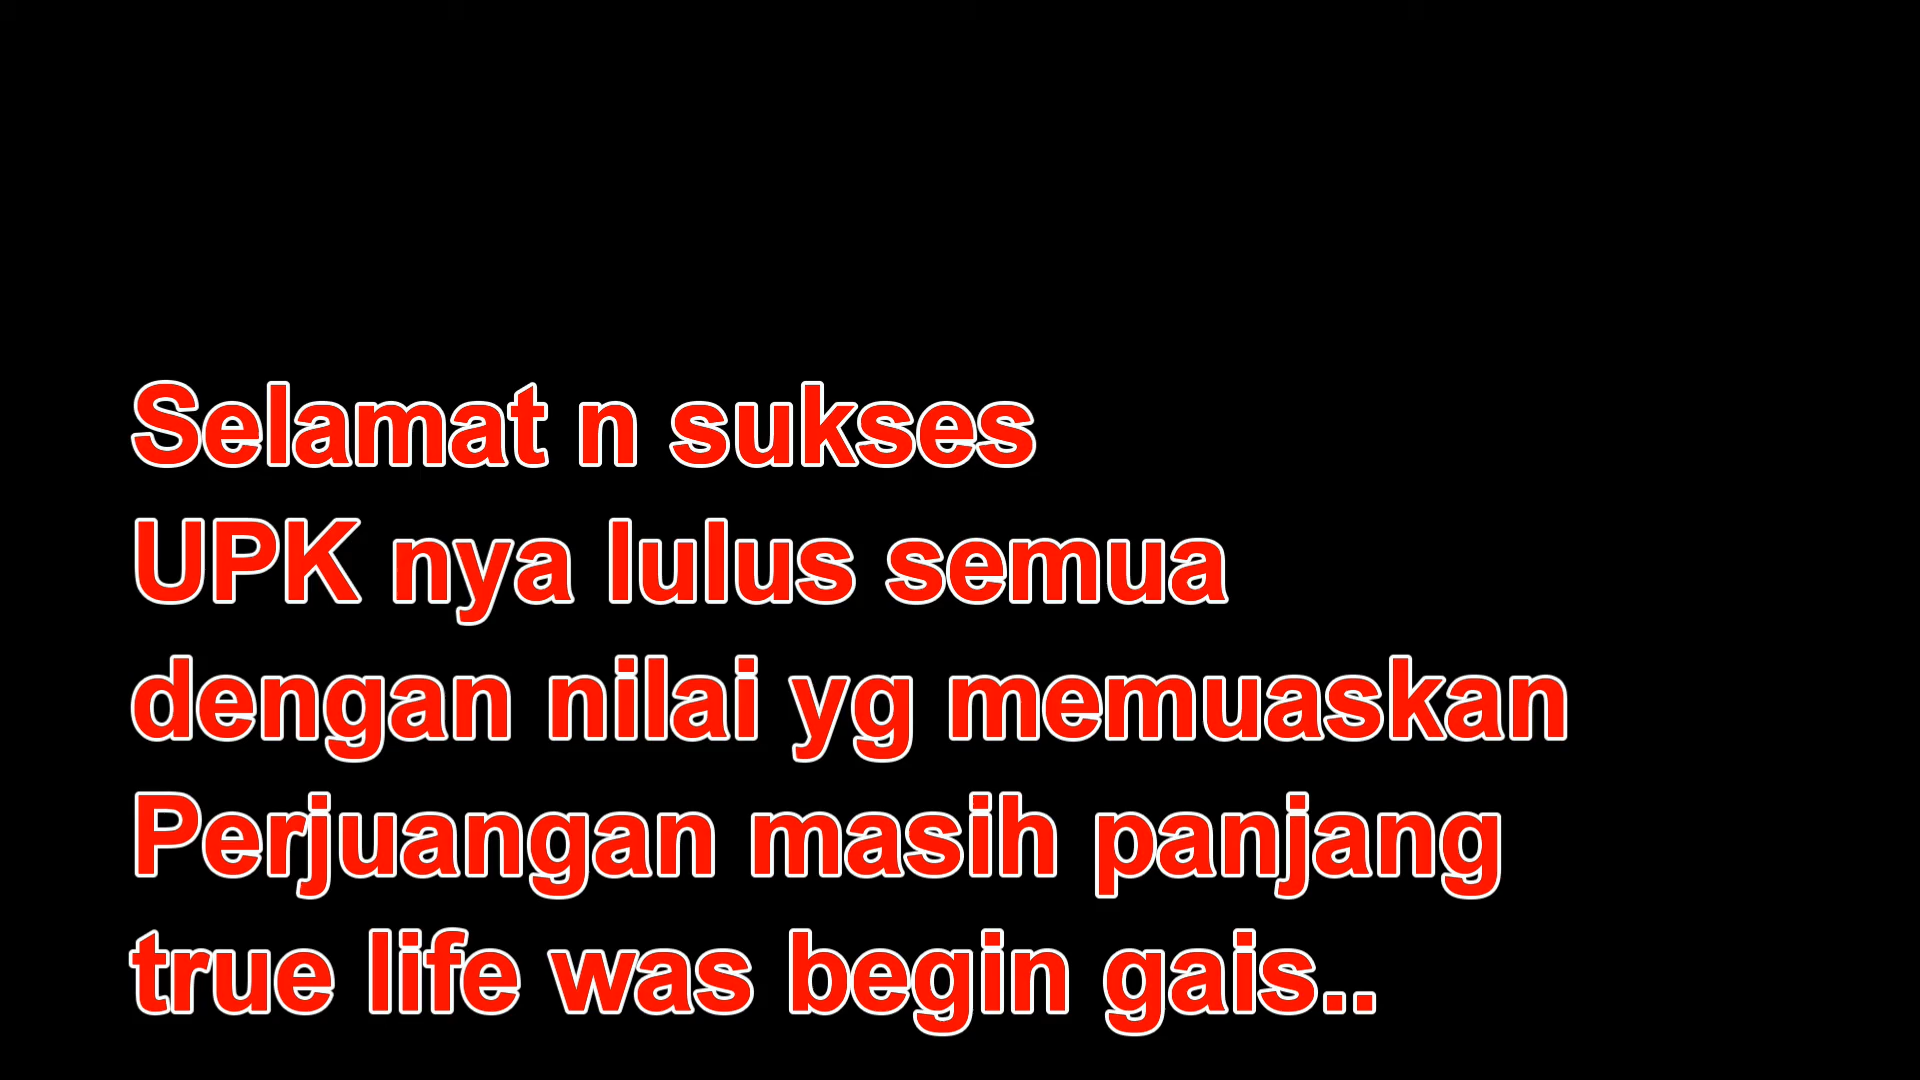 Selamat n sukses
UPK nya lulus semua
dengan nilai yg memuaskan
Perjuangan masih panjang
true life was begin gais..